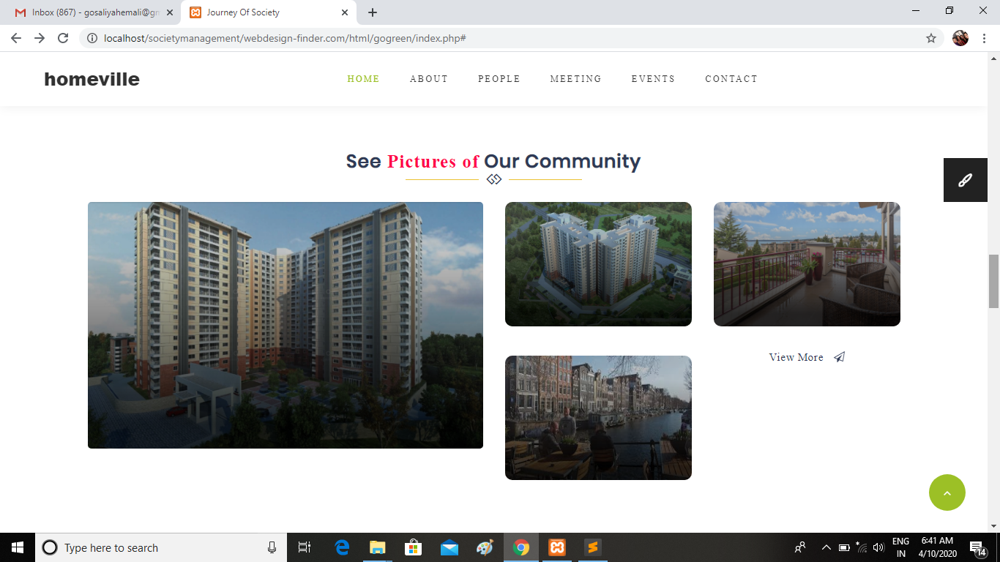 Inbox (867) - gosaliyahemali@gm
Journey Of Society
localhost/societymanagement/webdesign-finder.com/html/gogreen/index.php#
homeville
HOME ABOUT PEOPLE MEETING EVENTS CONTACT
See Pictures of Our Community
View More
Type here to search
ENG
IN
6:41 AM
4/10/2020
14